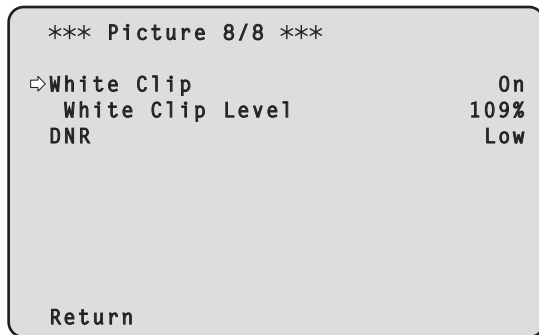 *** Picture 8/8 ***
⇨White Clip On
White Clip Level 109%
DNR Low
Return